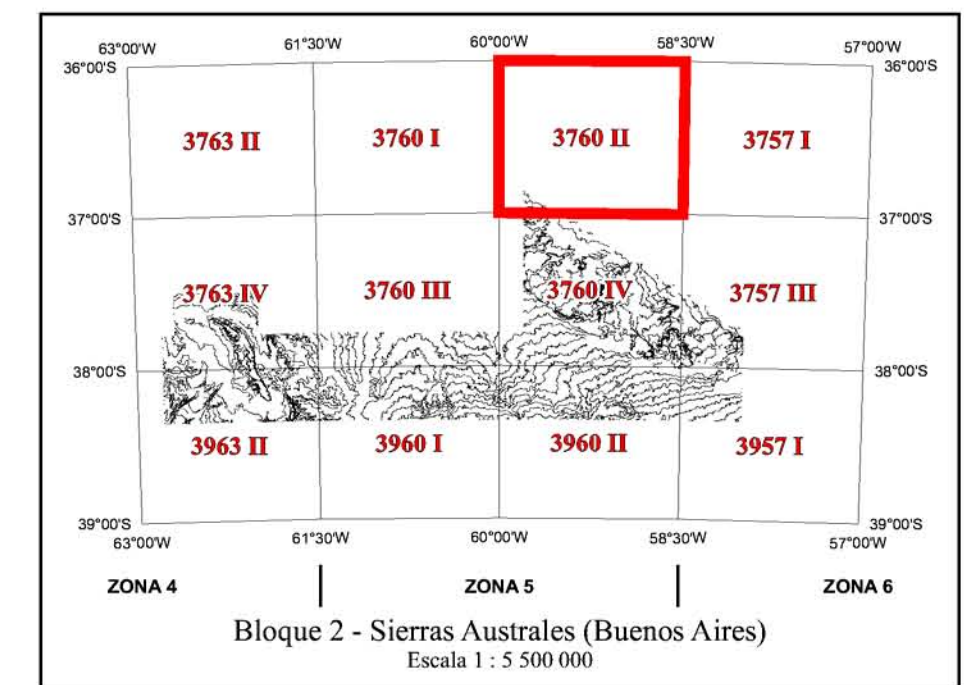 63°00'W 61°30'W 60°00'W 58°30'W 57°00'W
36°00'S 36°00'S
3763 II 3760 I 3760 II 3757 I
37°00'S 37°00'S
3763 IV 3760 III 3760 IV 3757 III
38°00'S 38°00'S
3963 II 3960 I 3960 II 3957 I
39°00'S 39°00'S
63°00'W 61°30'W 60°00'W 58°30'W 57°00'W
ZONA 4 ZONA 5 ZONA 6
Bloque 2 - Sierras Australes (Buenos Aires)
Escala 1 : 5 500 000